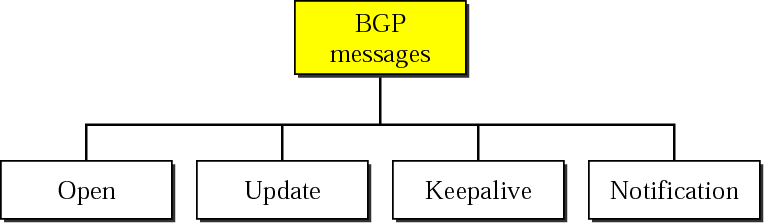 BGP
messages
Open
Update
Keepalive
Notification